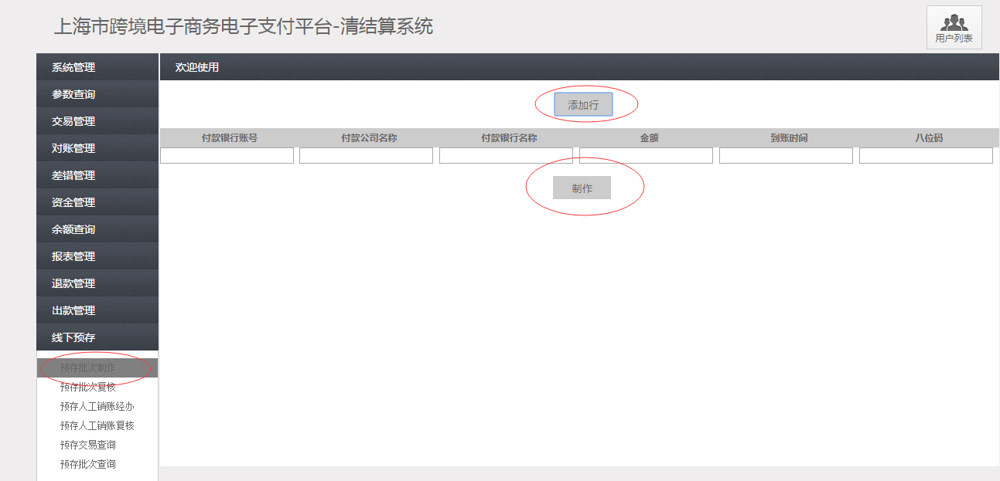 上海市跨境电子商务电子支付平台-清结算系统
用户列表
系统管理
参数查询
交易管理
对账管理
差错管理
资金管理
余额查询
报表管理
退款管理
出款管理
线下预存
预存批次制作
预存批次复核
预存人工销账经办
预存人工销账复核
预存交易查询
预存批次查询
欢迎使用
添加行
付款银行账号 付款公司名称 付款银行名称 金额 到账时间 八位码
制作